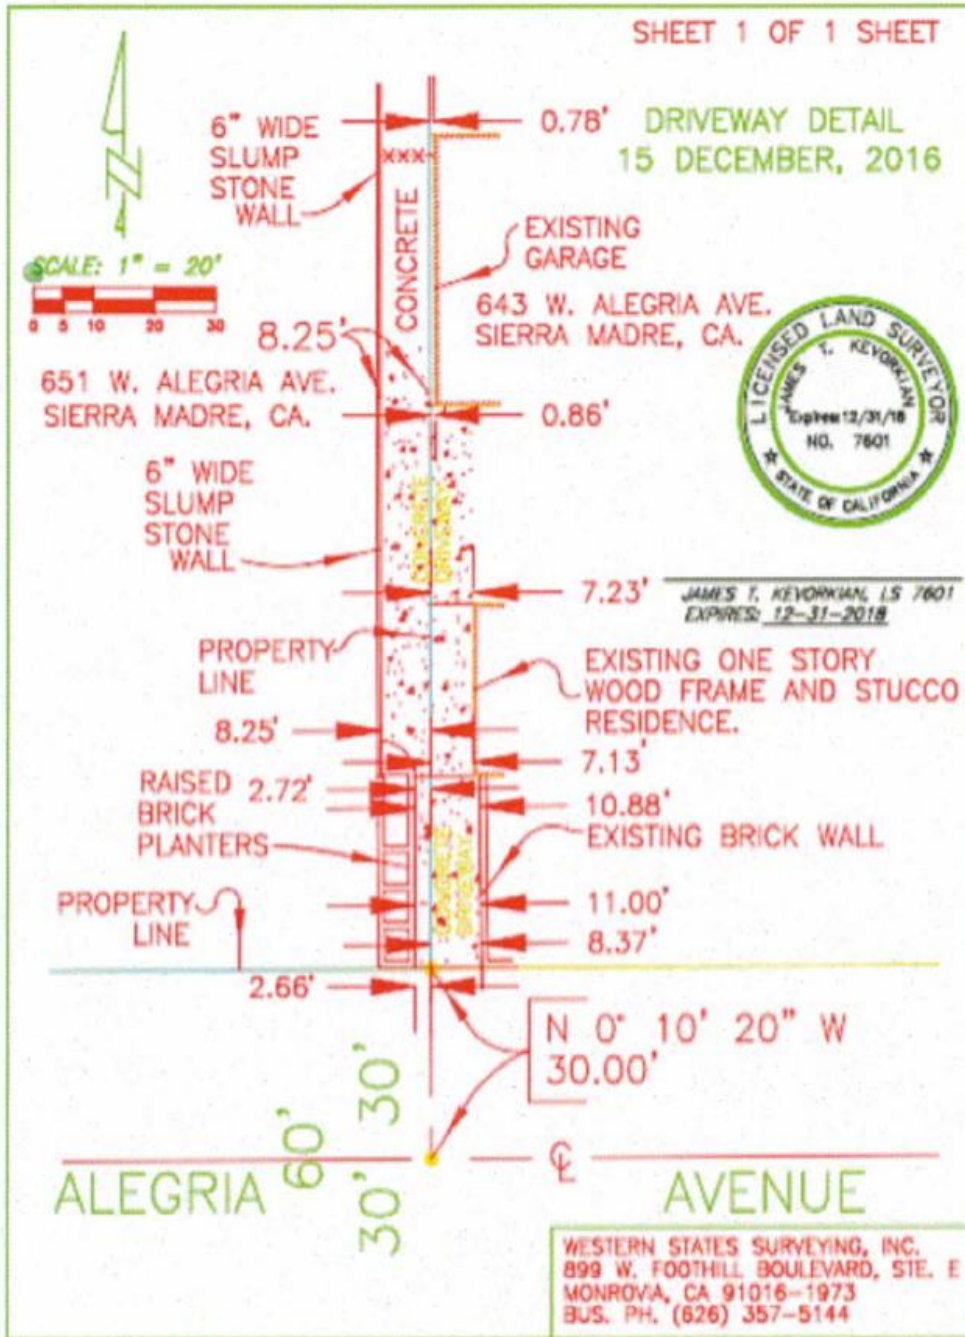 SHEET 1 OF 1 SHEET
DRIVEWAY DETAIL
15 DECEMBER, 2016
6" WIDE
SLUMP
STONE
WALL
0.78'
CONCRETE
EXISTING
GARAGE
SCALE: 1" = 20'
0 5 10 20 30
8.25'
643 W. ALEGRIA AVE.
SIERRA MADRE, CA.
651 W. ALEGRIA AVE.
SIERRA MADRE, CA.
0.86'
LICENSED LAND SURVEYOR
JAMES T. KEVORKIAN
Expires 12/31/18
NO. 7601
STATE OF CALIFORNIA
6" WIDE
SLUMP
STONE
WALL
CONCRETE
DRIVEWAY
7.23'
JAMES T. KEVORKIAN, LS 7601
EXPIRES: 12-31-2018
PROPERTY
LINE
EXISTING ONE STORY
WOOD FRAME AND STUCCO
RESIDENCE.
8.25'
7.13'
RAISED
BRICK
PLANTERS
2.72'
10.88'
EXISTING BRICK WALL
CONCRETE
DRIVEWAY
11.00'
PROPERTY
LINE
8.37'
2.66'
N 0° 10' 20" W
30.00'
60'
30'
30'
℄
ALEGRIA AVENUE
WESTERN STATES SURVEYING, INC.
899 W. FOOTHILL BOULEVARD, STE. E
MONROVIA, CA 91016-1973
BUS. PH. (626) 357-5144